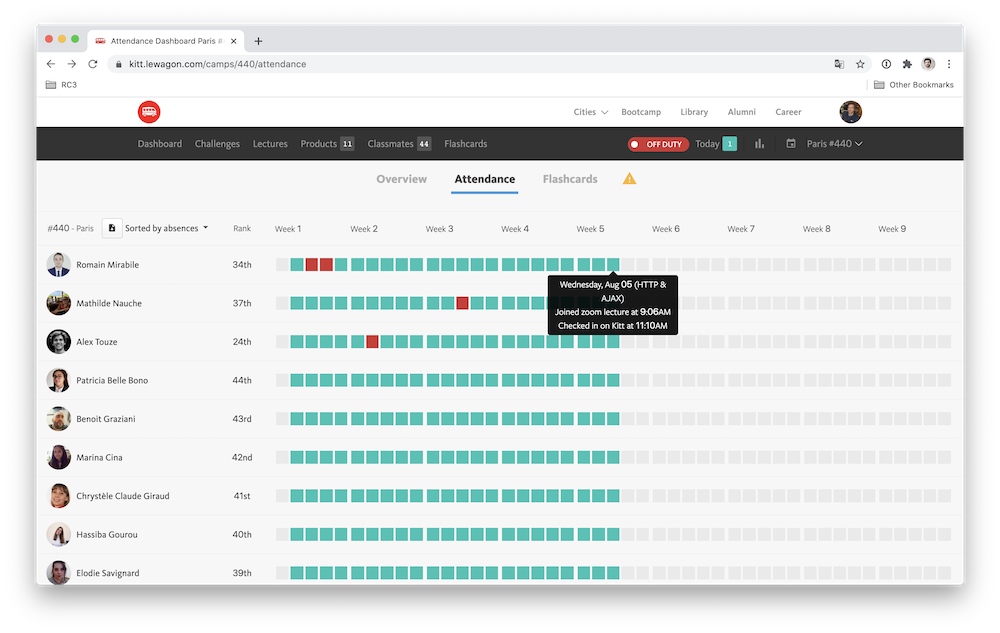 Attendance Dashboard Paris #
kitt.lewagon.com/camps/440/attendance
RC3 Other Bookmarks
Cities Bootcamp Library Alumni Career
Dashboard Challenges Lectures Products 11 Classmates 44 Flashcards OFF DUTY Today 1 Paris #440
Overview Attendance Flashcards
#440 - Paris Sorted by absences Rank Week 1 Week 2 Week 3 Week 4 Week 5 Week 6 Week 7 Week 8 Week 9
Romain Mirabile 34th
Wednesday, Aug 05 (HTTP &
AJAX)
Joined zoom lecture at 9:06AM
Checked in on Kitt at 11:10AM
Mathilde Nauche 37th
Alex Touze 24th
Patricia Belle Bono 44th
Benoit Graziani 43rd
Marina Cina 42nd
Chrystèle Claude Giraud 41st
Hassiba Gourou 40th
Elodie Savignard 39th